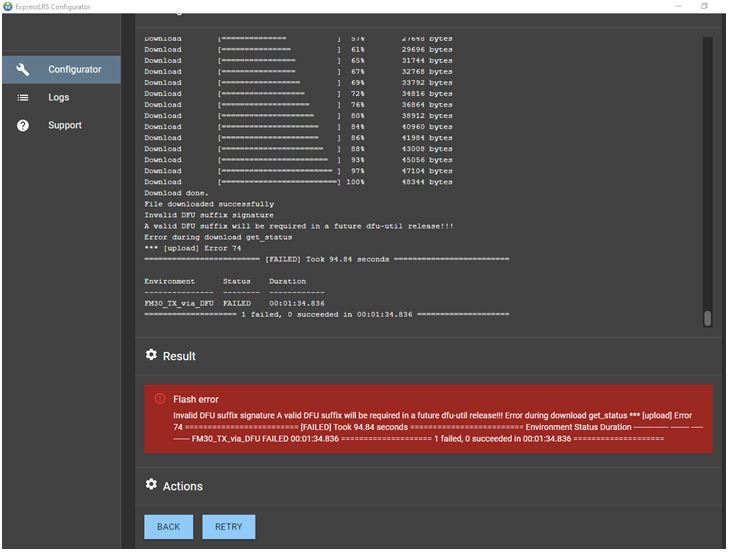 ExpressLRS Configurator
Configurator
Logs
Support
Download [=============== ] 57% 27648 bytes
Download [================ ] 61% 29696 bytes
Download [================= ] 65% 31744 bytes
Download [================= ] 67% 32768 bytes
Download [================== ] 69% 33792 bytes
Download [=================== ] 72% 34816 bytes
Download [==================== ] 76% 36864 bytes
Download [===================== ] 80% 38912 bytes
Download [====================== ] 84% 40960 bytes
Download [====================== ] 86% 41984 bytes
Download [======================= ] 88% 43008 bytes
Download [======================== ] 93% 45056 bytes
Download [========================= ] 97% 47104 bytes
Download [==========================] 100% 48344 bytes
Download done.
File downloaded successfully
Invalid DFU suffix signature
A valid DFU suffix will be required in a future dfu-util release!!!
Error during download get_status
*** [upload] Error 74
========================= [FAILED] Took 94.84 seconds =========================
Environment Status Duration
--------------- -------- ------------
FM30_TX_via_DFU FAILED 00:01:34.836
==================== 1 failed, 0 succeeded in 00:01:34.836 ====================
Result
Flash error
Invalid DFU suffix signature A valid DFU suffix will be required in a future dfu-util release!!! Error during download get_status *** [upload] Error
74 ========================= [FAILED] Took 94.84 seconds ========================= Environment Status Duration --------------- -------- ----
-------- FM30_TX_via_DFU FAILED 00:01:34.836 ==================== 1 failed, 0 succeeded in 00:01:34.836 ====================
Actions
BACK
RETRY